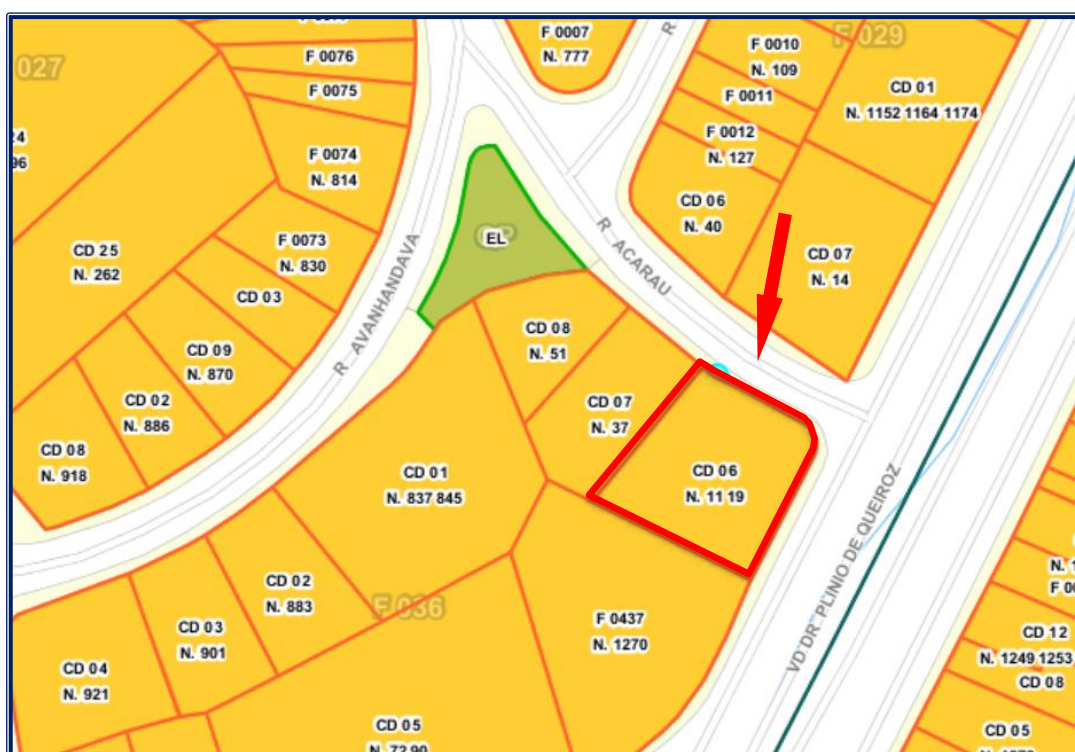 F 0076
F 0075
F 0074
N. 814
F 0073
N. 830
CD 25
N. 262
CD 03
CD 09
N. 870
CD 02
N. 886
CD 08
N. 918
027
24
96
F 0007
N. 777
R
F 029
F 0010
N. 109
F 0011
F 0012
N. 127
CD 06
N. 40
CD 01
N. 1152 1164 1174
CD 07
N. 14
EL
R ACARAU
R AVANHANDAVA
CD 08
N. 51
CD 07
N. 37
CD 06
N. 11 19
CD 01
N. 837 845
F 036
CD 02
N. 883
CD 03
N. 901
CD 04
N. 921
CD 05
N. 72 90
F 0437
N. 1270
VD DR PLINIO DE QUEIROZ
CD 12
N. 1249 1253
CD 08
CD 05